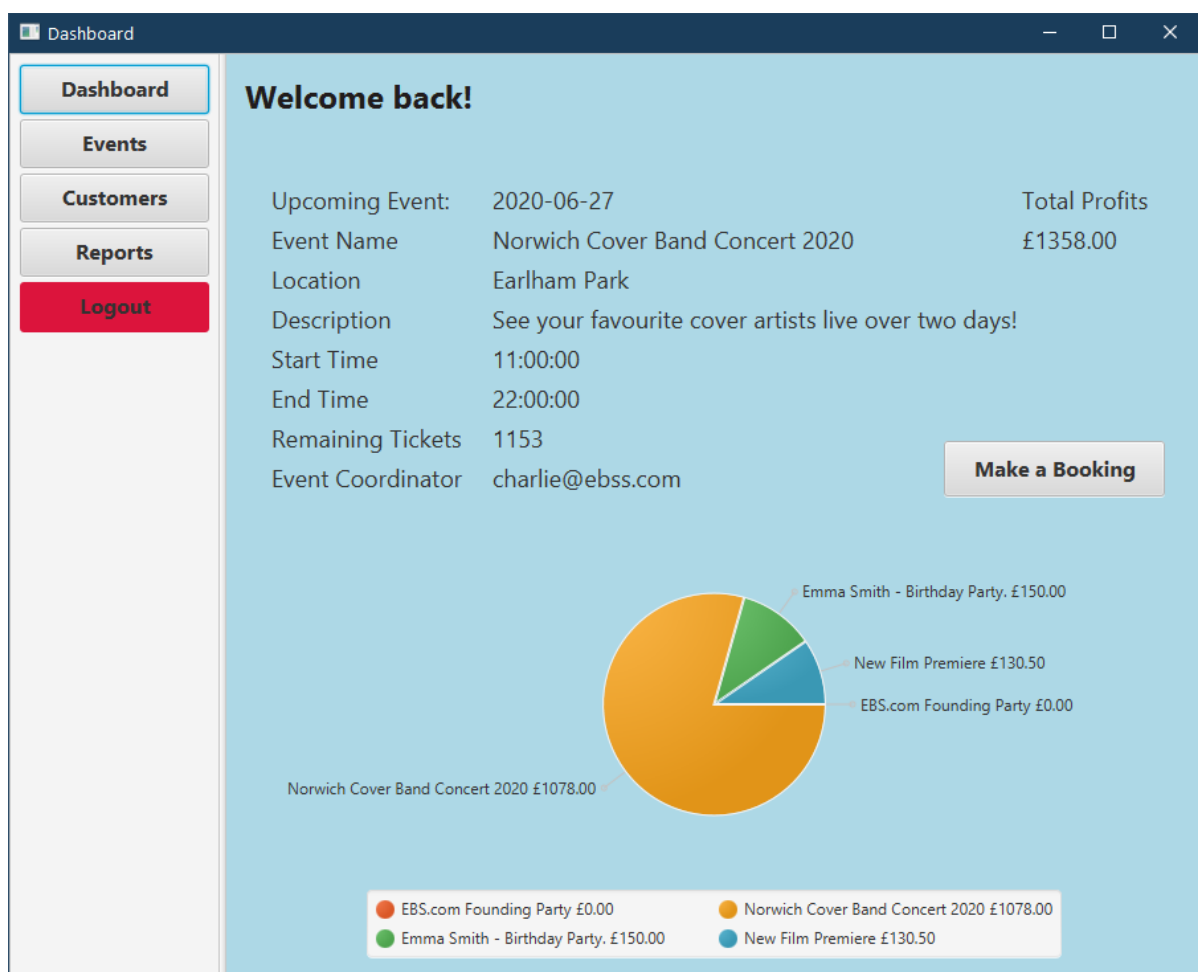 Dashboard
Dashboard
Events
Customers
Reports
Logout
Welcome back!
Upcoming Event: 2020-06-27 Total Profits
Event Name Norwich Cover Band Concert 2020 £1358.00
Location Earlham Park
Description See your favourite cover artists live over two days!
Start Time 11:00:00
End Time 22:00:00
Remaining Tickets 1153
Event Coordinator charlie@ebss.com
Make a Booking
Emma Smith - Birthday Party. £150.00
New Film Premiere £130.50
EBS.com Founding Party £0.00
Norwich Cover Band Concert 2020 £1078.00
EBS.com Founding Party £0.00 Norwich Cover Band Concert 2020 £1078.00
Emma Smith - Birthday Party. £150.00 New Film Premiere £130.50